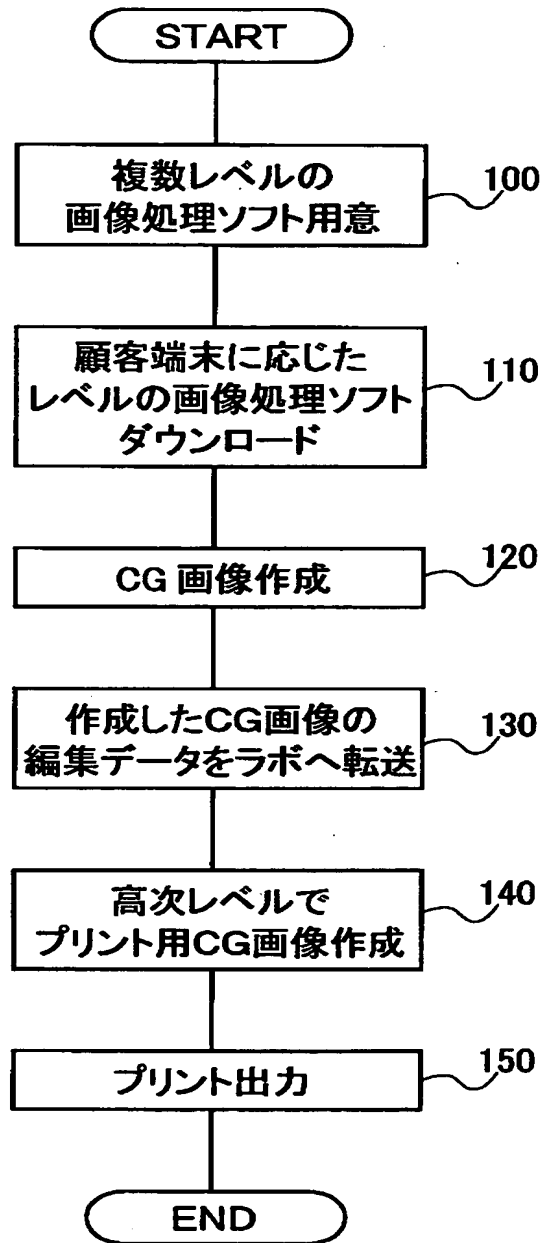 START
複数レベルの
画像処理ソフト用意
100
顧客端末に応じた
レベルの画像処理ソフト
ダウンロード
110
CG 画像作成
120
作成したCG画像の
編集データをラボへ転送
130
高次レベルで
プリント用CG画像作成
140
プリント出力
150
END